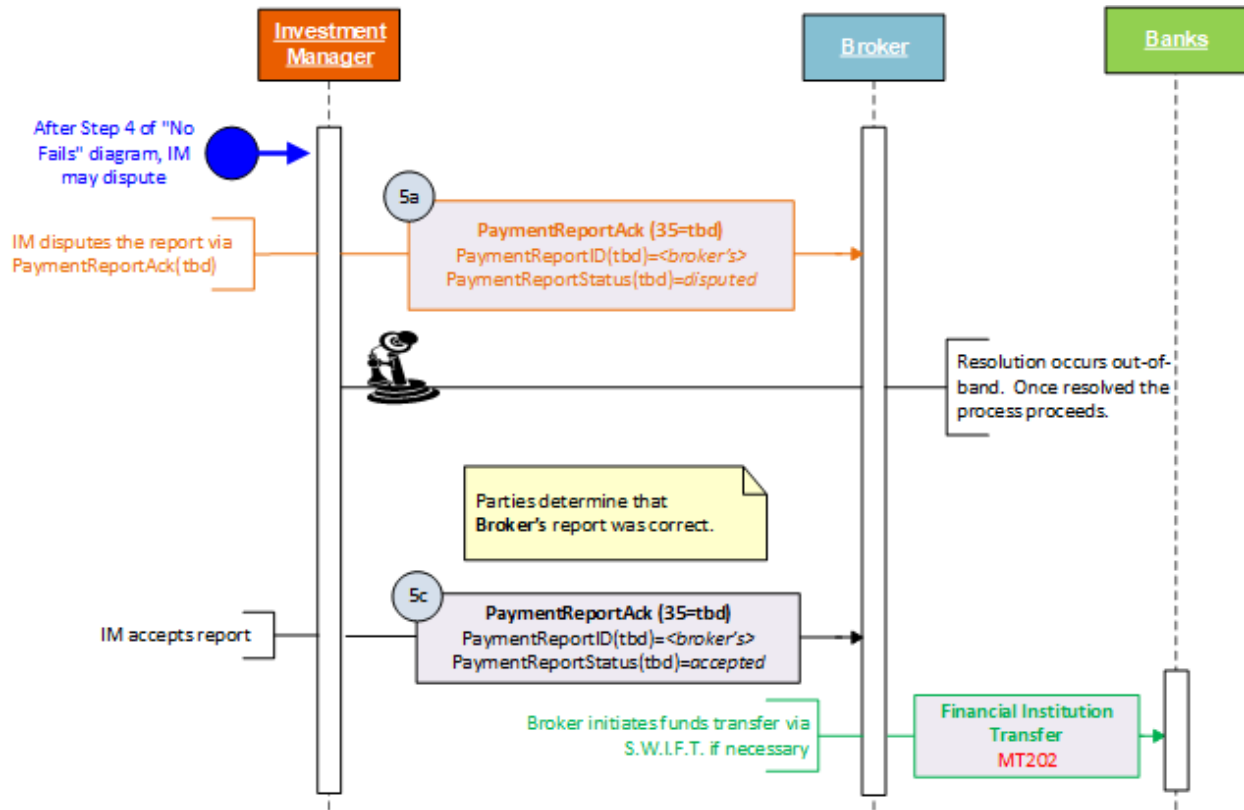 Investment
Manager
Broker
Banks
After Step 4 of "No
Fails" diagram, IM
may dispute
5a
PaymentReportAck (35=tbd)
PaymentReportID(tbd)=<broker's>
PaymentReportStatus(tbd)=disputed
IM disputes the report via
PaymentReportAck(tbd)
Resolution occurs out-of-
band. Once resolved the
process proceeds.
Parties determine that
Broker's report was correct.
5c
PaymentReportAck (35=tbd)
PaymentReportID(tbd)=<broker's>
PaymentReportStatus(tbd)=accepted
IM accepts report
Broker initiates funds transfer via
S.W.I.F.T. if necessary
Financial Institution
Transfer
MT202